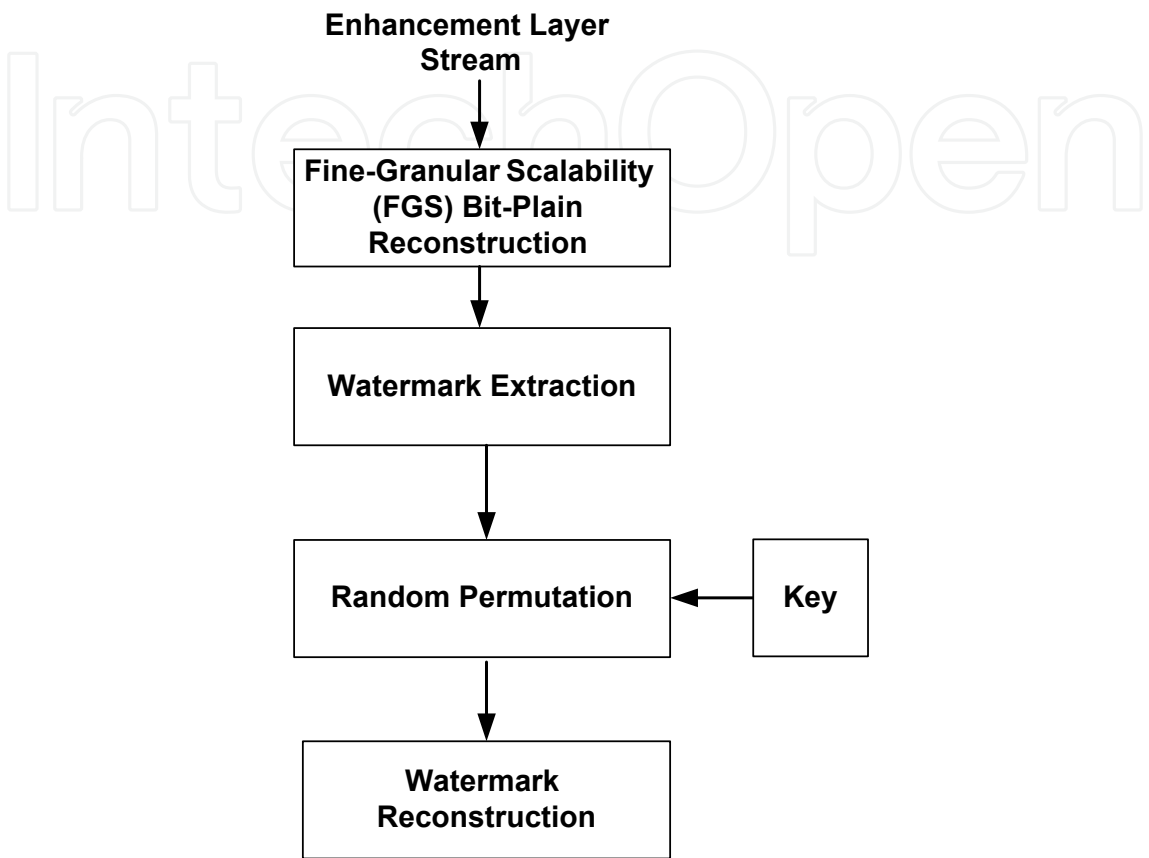 Enhancement Layer
Stream
IntechOpen
Fine-Granular Scalability
(FGS) Bit-Plain
Reconstruction
Watermark Extraction
Random Permutation
Key
Watermark
Reconstruction